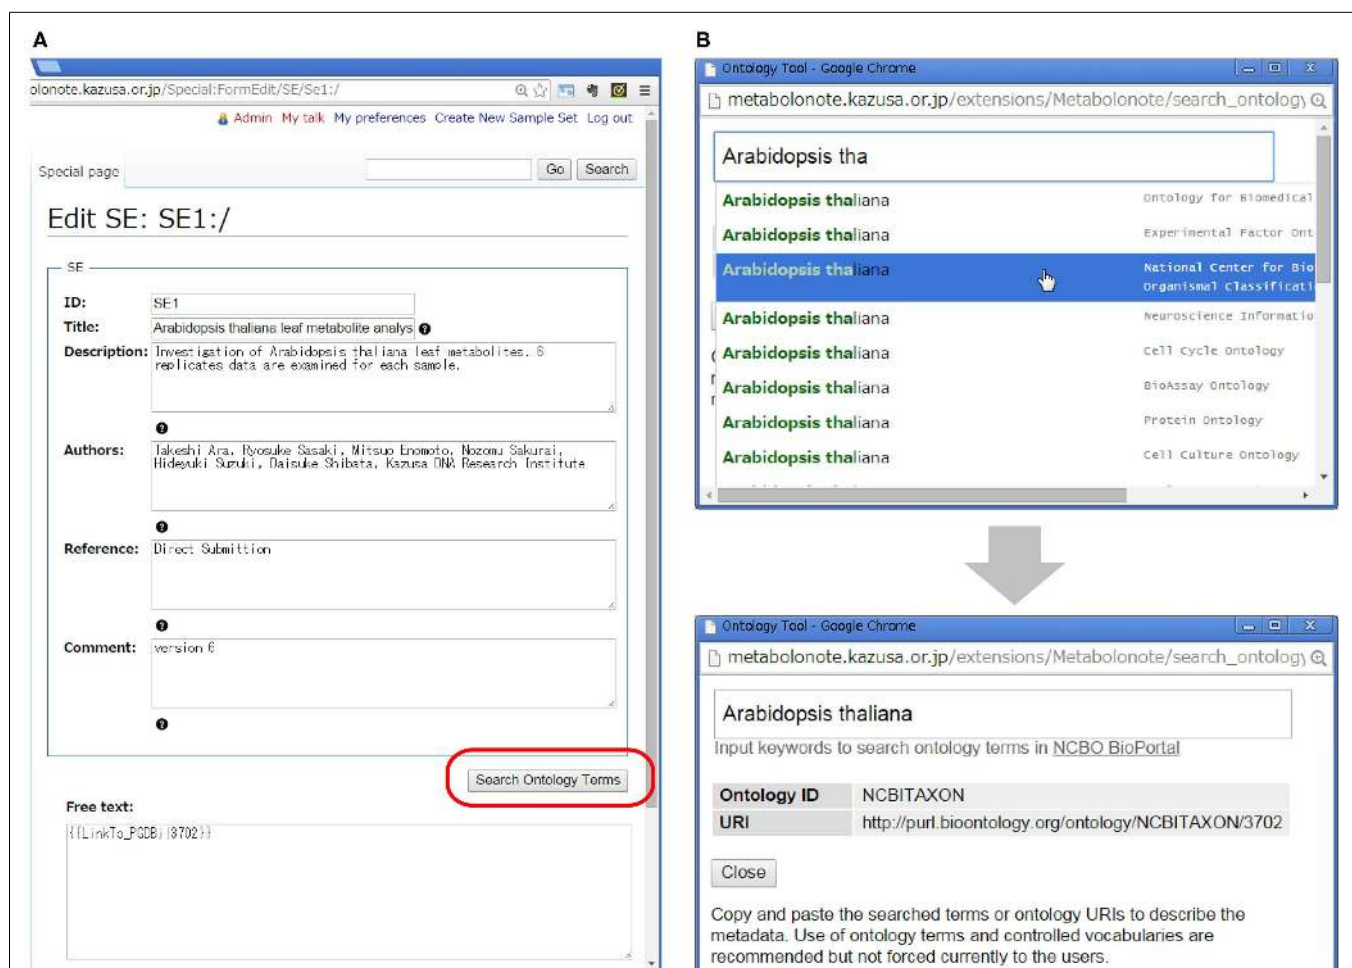 A
olonote.kazusa.or.jp/Special:FormEdit/SE/Se1:/
Admin My talk My preferences Create New Sample Set Log out
Special page
Go Search
Edit SE: SE1:/
SE
ID: SE1
Title: Arabidopsis thaliana leaf metabolite analys
Description: Investigation of Arabidopsis thaliana leaf metabolites. 6
replicates data are examined for each sample.
Authors: Takeshi Ara, Ryosuke Sasaki, Mitsuo Enomoto, Nozomu Sakurai,
Hideyuki Suzuki, Daisuke Shibata, Kazusa DNA Research Institute
Reference: Direct Submittion
Comment: version 6
Search Ontology Terms
Free text:
{{LinkTo_PGDBj|3702}}
B
Ontology Tool - Google Chrome
metabolonote.kazusa.or.jp/extensions/Metabolonote/search_ontology
Arabidopsis tha
Arabidopsis thaliana Ontology for Biomedical
Arabidopsis thaliana Experimental Factor Ont
Arabidopsis thaliana National Center for Bio
Organismal Classificati
Arabidopsis thaliana Neuroscience Informatio
Arabidopsis thaliana Cell Cycle Ontology
Arabidopsis thaliana BioAssay Ontology
Arabidopsis thaliana Protein Ontology
Arabidopsis thaliana Cell Culture Ontology
Ontology Tool - Google Chrome
metabolonote.kazusa.or.jp/extensions/Metabolonote/search_ontology
Arabidopsis thaliana
Input keywords to search ontology terms in NCBO BioPortal
Ontology ID NCBITAXON
URI http://purl.bioontology.org/ontology/NCBITAXON/3702
Close
Copy and paste the searched terms or ontology URIs to describe the
metadata. Use of ontology terms and controlled vocabularies are
recommended but not forced currently to the users.